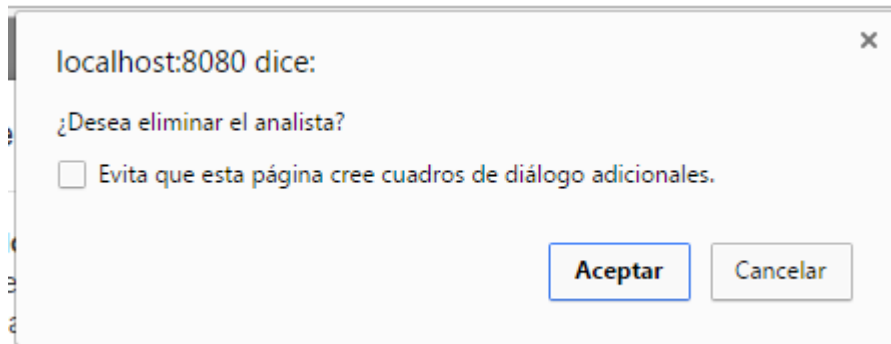 localhost:8080 dice:
¿Desea eliminar el analista?
Evita que esta página cree cuadros de diálogo adicionales.
Aceptar
Cancelar